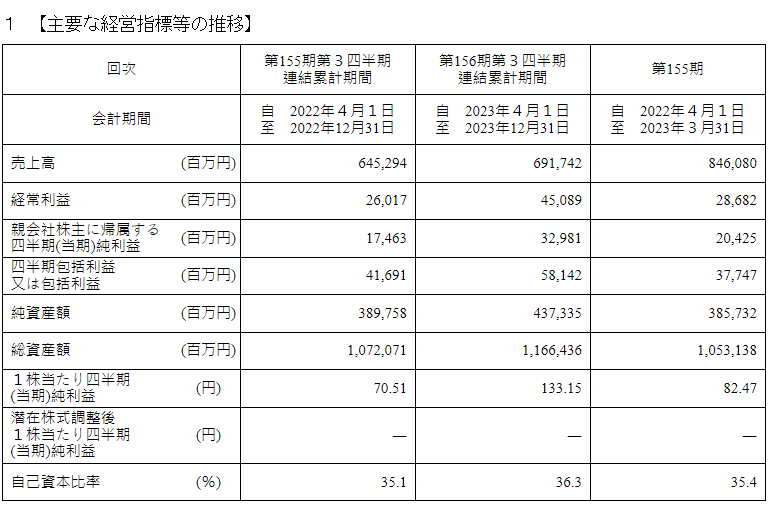 １　【主要な経営指標等の推移】
回次
第155期第３四半期
連結累計期間
第156期第３四半期
連結累計期間
第155期
会計期間
自　2022年４月１日
至　2022年12月31日
自　2023年４月１日
至　2023年12月31日
自　2022年４月１日
至　2023年３月31日
売上高 (百万円) 645,294 691,742 846,080
経常利益 (百万円) 26,017 45,089 28,682
親会社株主に帰属する
四半期(当期)純利益 (百万円) 17,463 32,981 20,425
四半期包括利益
又は包括利益 (百万円) 41,691 58,142 37,747
純資産額 (百万円) 389,758 437,335 385,732
総資産額 (百万円) 1,072,071 1,166,436 1,053,138
１株当たり四半期
(当期)純利益 (円) 70.51 133.15 82.47
潜在株式調整後
１株当たり四半期
(当期)純利益 (円) ― ― ―
自己資本比率 (％) 35.1 36.3 35.4